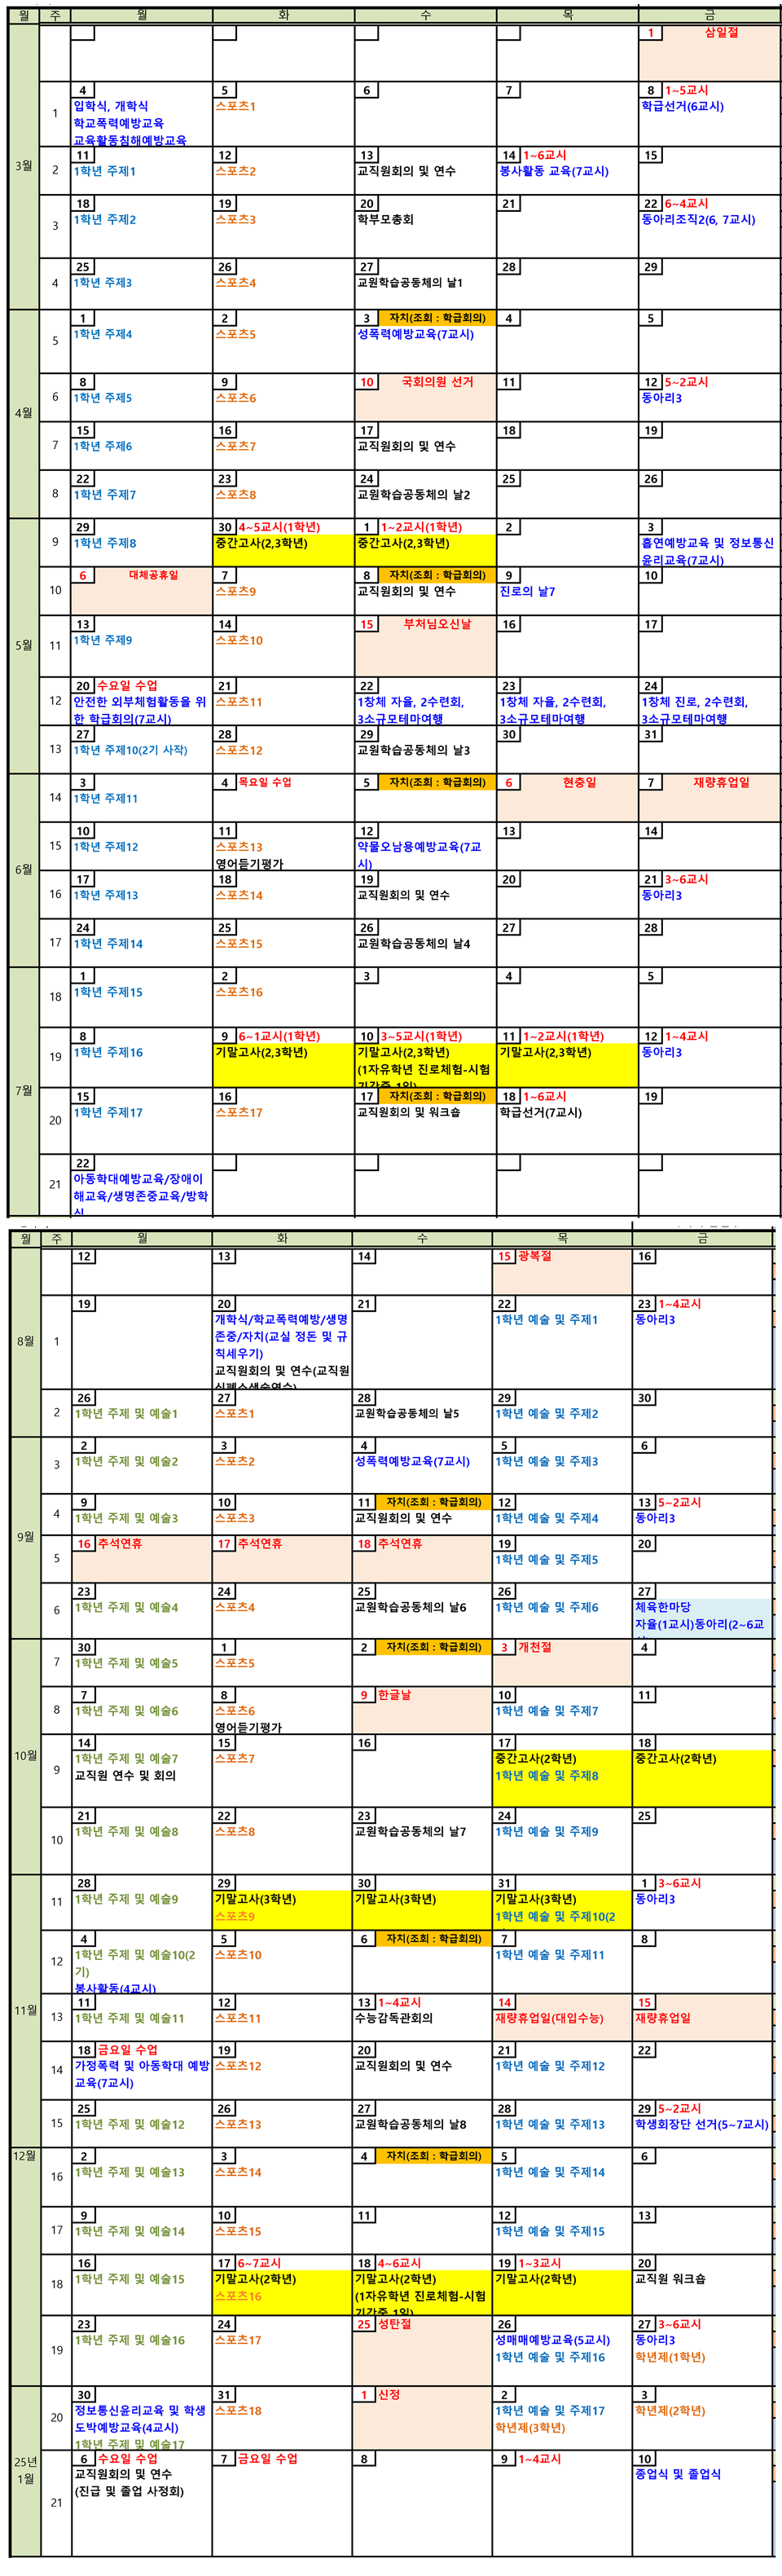 월 주 월 화 수 목 금
1 삼일절
3월
1
4 5 6 7 8 1~5교시
입학식, 개학식 스포츠1 학급선거(6교시)
학교폭력예방교육
교육활동침해예방교육
2
11 12 13 14 1~6교시 15
1학년 주제1 스포츠2 교직원회의 및 연수 봉사활동 교육(7교시)
3
18 19 20 21 22 6~4교시
1학년 주제2 스포츠3 학부모총회 동아리조직2(6, 7교시)
4
25 26 27 28 29
1학년 주제3 스포츠4 교원학습공동체의 날1
4월
5
1 2 3 자치(조회 : 학급회의) 4 5
1학년 주제4 스포츠5 성폭력예방교육(7교시)
6
8 9 10 국회의원 선거 11 12 5~2교시
1학년 주제5 스포츠6 동아리3
7
15 16 17 18 19
1학년 주제6 스포츠7 교직원회의 및 연수
8
22 23 24 25 26
1학년 주제7 스포츠8 교원학습공동체의 날2
5월
9
29 30 4~5교시(1학년) 1 1~2교시(1학년) 2 3
1학년 주제8 중간고사(2,3학년) 중간고사(2,3학년) 흡연예방교육 및 정보통신
윤리교육(7교시)
10
6 대체공휴일 7 8 자치(조회 : 학급회의) 9 10
스포츠9 교직원회의 및 연수 진로의 날7
11
13 14 15 부처님오신날 16 17
1학년 주제9 스포츠10
12
20 수요일 수업 21 22 23 24
안전한 외부체험활동을 위 스포츠11 1창체 자율, 2수련회, 1창체 자율, 2수련회, 1창체 진로, 2수련회,
한 학급회의(7교시) 3소규모테마여행 3소규모테마여행 3소규모테마여행
13
27 28 29 30 31
1학년 주제10(2기 사작) 스포츠12 교원학습공동체의 날3
6월
14
3 4 목요일 수업 5 자치(조회 : 학급회의) 6 현충일 7 재량휴업일
1학년 주제11
15
10 11 12 13 14
1학년 주제12 스포츠13 약물오남용예방교육(7교
영어듣기평가 시)
16
17 18 19 20 21 3~6교시
1학년 주제13 스포츠14 교직원회의 및 연수 동아리3
17
24 25 26 27 28
1학년 주제14 스포츠15 교원학습공동체의 날4
7월
18
1 2 3 4 5
1학년 주제15 스포츠16
19
8 9 6~1교시(1학년) 10 3~5교시(1학년) 11 1~2교시(1학년) 12 1~4교시
1학년 주제16 기말고사(2,3학년) 기말고사(2,3학년) 기말고사(2,3학년) 동아리3
(1자유학년 진로체험-시험
기간중 1일)
20
15 16 17 자치(조회 : 학급회의) 18 1~6교시 19
1학년 주제17 스포츠17 교직원회의 및 워크숍 학급선거(7교시)
21
22
아동학대예방교육/장애이
해교육/생명존중교육/방학
식
월 주 월 화 수 목 금
12 13 14 15 광복절 16
8월
1
19 20 21 22 23 1~4교시
개학식/학교폭력예방/생명 1학년 예술 및 주제1 동아리3
존중/자치(교실 정돈 및 규
칙세우기)
교직원회의 및 연수(교직원
심폐소생술연수)
2
26 27 28 29 30
1학년 주제 및 예술1 스포츠1 교원학습공동체의 날5 1학년 예술 및 주제2
9월
3
2 3 4 5 6
1학년 주제 및 예술2 스포츠2 성폭력예방교육(7교시) 1학년 예술 및 주제3
4
9 10 11 자치(조회 : 학급회의) 12 13 5~2교시
1학년 주제 및 예술3 스포츠3 교직원회의 및 연수 1학년 예술 및 주제4 동아리3
5
16 추석연휴 17 추석연휴 18 추석연휴 19 20
1학년 예술 및 주제5
6
23 24 25 26 27
1학년 주제 및 예술4 스포츠4 교원학습공동체의 날6 1학년 예술 및 주제6 체육한마당
자율(1교시)동아리(2~6교
10월
7
30 1 2 자치(조회 : 학급회의) 3 개천절 4
1학년 주제 및 예술5 스포츠5
8
7 8 9 한글날 10 11
1학년 주제 및 예술6 스포츠6 1학년 예술 및 주제7
영어듣기평가
9
14 15 16 17 18
1학년 주제 및 예술7 스포츠7 중간고사(2학년) 중간고사(2학년)
교직원 연수 및 회의 1학년 예술 및 주제8
10
21 22 23 24 25
1학년 주제 및 예술8 스포츠8 교원학습공동체의 날7 1학년 예술 및 주제9
11월
11
28 29 30 31 1 3~6교시
1학년 주제 및 예술9 기말고사(3학년) 기말고사(3학년) 기말고사(3학년) 동아리3
스포츠9 1학년 예술 및 주제10(2
12
4 5 6 자치(조회 : 학급회의) 7 8
1학년 주제 및 예술10(2 스포츠10 1학년 예술 및 주제11
기)
봉사활동(4교시)
13
11 12 13 1~4교시 14 15
1학년 주제 및 예술11 스포츠11 수능감독관회의 재량휴업일(대입수능) 재량휴업일
14
18 금요일 수업 19 20 21 22
가정폭력 및 아동학대 예방 스포츠12 교직원회의 및 연수 1학년 예술 및 주제12
교육(7교시)
15
25 26 27 28 29 5~2교시
1학년 주제 및 예술12 스포츠13 교원학습공동체의 날8 1학년 예술 및 주제13 학생회장단 선거(5~7교시)
12월
16
2 3 4 자치(조회 : 학급회의) 5 6
1학년 주제 및 예술13 스포츠14 1학년 예술 및 주제14
17
9 10 11 12 13
1학년 주제 및 예술14 스포츠15 1학년 예술 및 주제15
18
16 17 6~7교시 18 4~6교시 19 1~3교시 20
1학년 주제 및 예술15 기말고사(2학년) 기말고사(2학년) 기말고사(2학년) 교직원 워크숍
스포츠16 (1자유학년 진로체험-시험
기간중 1일)
19
23 24 25 성탄절 26 27 3~6교시
1학년 주제 및 예술16 스포츠17 성매매예방교육(5교시) 동아리3
1학년 예술 및 주제16 학년제(1학년)
25년
1월
20
30 31 1 신정 2 3
정보통신윤리교육 및 학생 스포츠18 1학년 예술 및 주제17 학년제(2학년)
도박예방교육(4교시) 학년제(3학년)
1학년 주제 및 예술17
21
6 수요일 수업 7 금요일 수업 8 9 1~4교시 10
교직원회의 및 연수 종업식 및 졸업식
(진급 및 졸업 사정회)